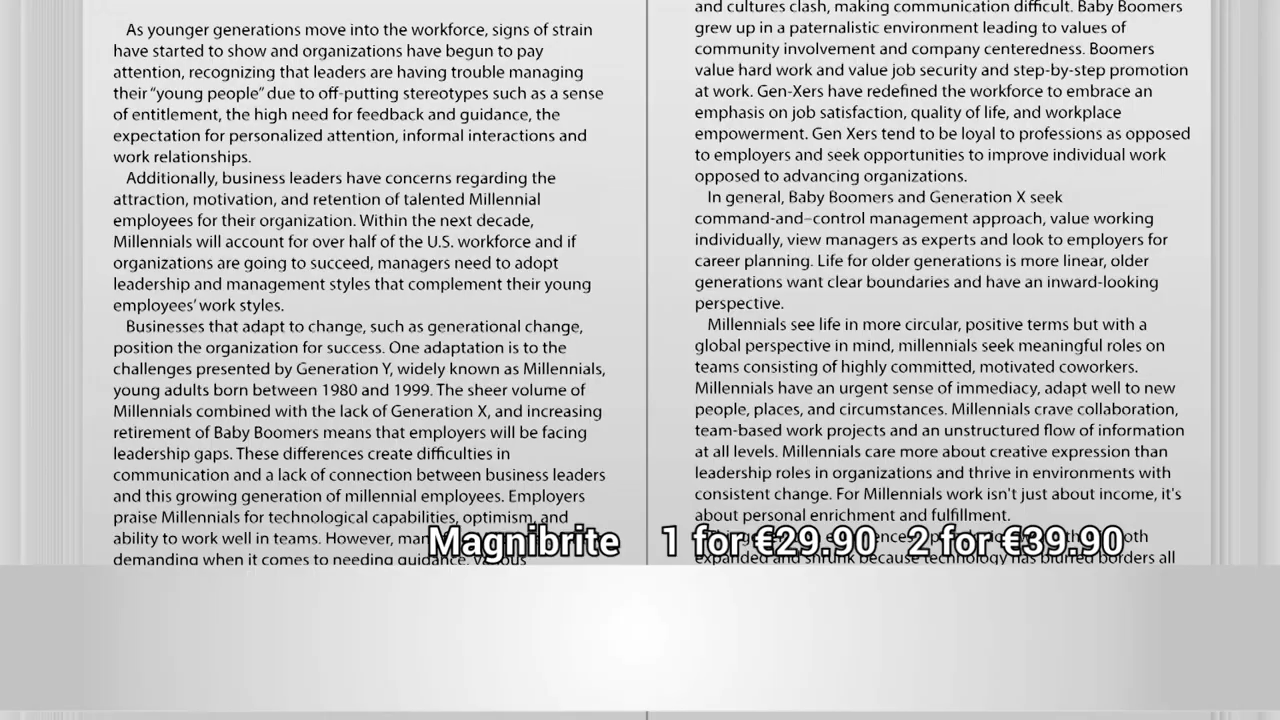 As younger generations move into the workforce, signs of strain
have started to show and organizations have begun to pay
attention, recognizing that leaders are having trouble managing
their “young people” due to off-putting stereotypes such as a sense
of entitlement, the high need for feedback and guidance, the
expectation for personalized attention, informal interactions and
work relationships.
Additionally, business leaders have concerns regarding the
attraction, motivation, and retention of talented Millennial
employees for their organization. Within the next decade,
Millennials will account for over half of the U.S. workforce and if
organizations are going to succeed, managers need to adopt
leadership and management styles that complement their young
employees’ work styles.
Businesses that adapt to change, such as generational change,
position the organization for success. One adaptation is to the
challenges presented by Generation Y, widely known as Millennials,
young adults born between 1980 and 1999. The sheer volume of
Millennials combined with the lack of Generation X, and increasing
retirement of Baby Boomers means that employers will be facing
leadership gaps. These differences create difficulties in
communication and a lack of connection between business leaders
and this growing generation of millennial employees. Employers
praise Millennials for technological capabilities, optimism, and
ability to work well in teams. However,
demanding when it comes to needing guidance.
and cultures clash, making communication difficult. Baby Boomers
grew up in a paternalistic environment leading to values of
community involvement and company centeredness. Boomers
value hard work and value job security and step-by-step promotion
at work. Gen-Xers have redefined the workforce to embrace an
emphasis on job satisfaction, quality of life, and workplace
empowerment. Gen Xers tend to be loyal to professions as opposed
to employers and seek opportunities to improve individual work
opposed to advancing organizations.
In general, Baby Boomers and Generation X seek
command-and–control management approach, value working
individually, view managers as experts and look to employers for
career planning. Life for older generations is more linear, older
generations want clear boundaries and have an inward-looking
perspective.
Millennials see life in more circular, positive terms but with a
global perspective in mind, millennials seek meaningful roles on
teams consisting of highly committed, motivated coworkers.
Millennials have an urgent sense of immediacy, adapt well to new
people, places, and circumstances. Millennials crave collaboration,
team-based work projects and an unstructured flow of information
at all levels. Millennials care more about creative expression than
leadership roles in organizations and thrive in environments with
consistent change. For Millennials work isn't just about income, it's
about personal enrichment and fulfillment.
expanded and shrunk because technology has blurred borders all
Magnibrite 1 for €29.90 2 for €39.90